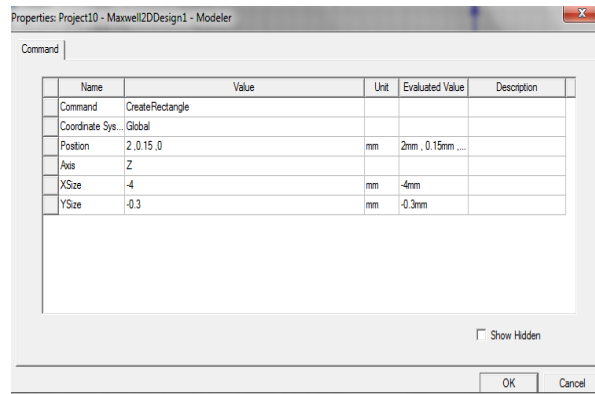 Properties: Project10 - Maxwell2DDesign1 - Modeler
Command
Name Value Unit Evaluated Value Description
Command CreateRectangle
Coordinate Sys... Global
Position 2 ,0.15 ,0 mm 2mm , 0.15mm ,...
Axis Z
XSize -4 mm -4mm
YSize -0.3 mm -0.3mm
Show Hidden
OK Cancel